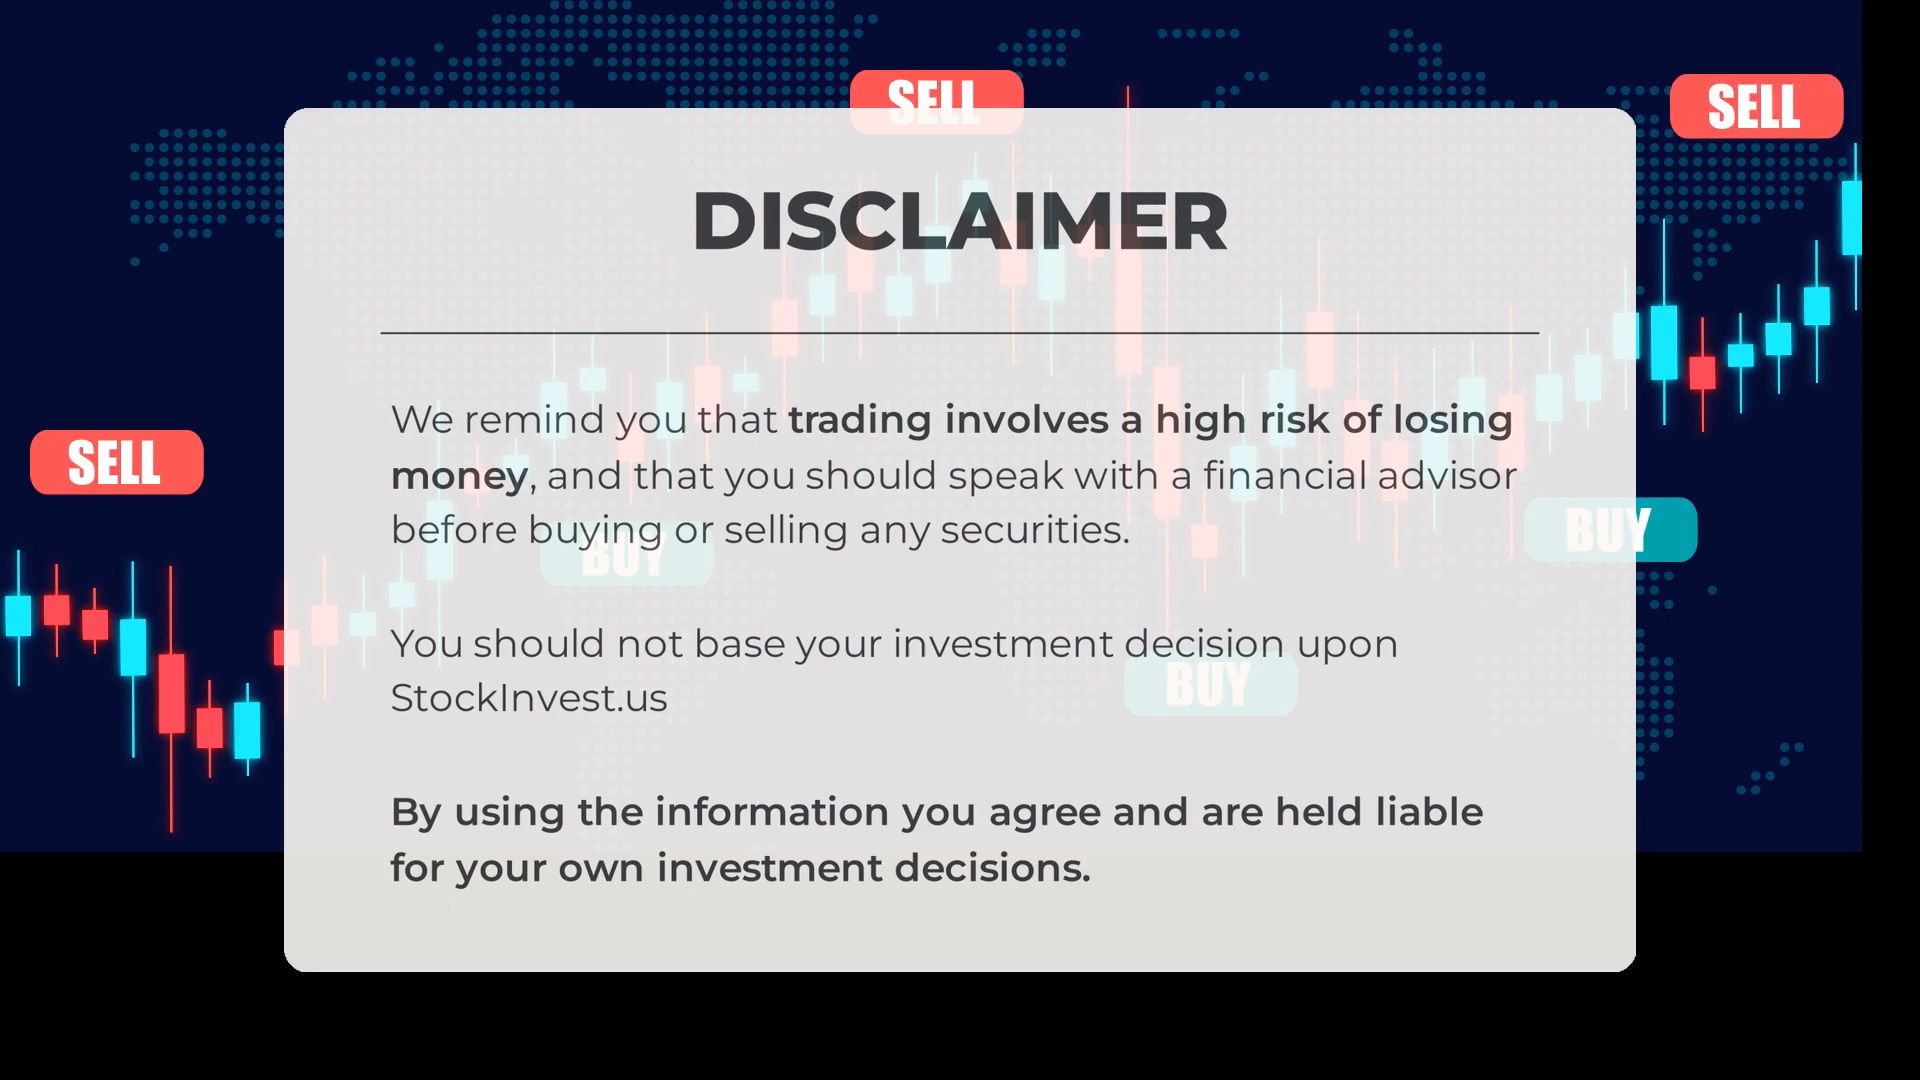 SELL
SELL
DISCLAIMER
We remind you that trading involves a high risk of losing
money, and that you should speak with a financial advisor
before buying or selling any securities.
SELL
BUY
BUY
You should not base your investment decision upon
StockInvest.us
BUY
By using the information you agree and are held liable
for your own investment decisions.